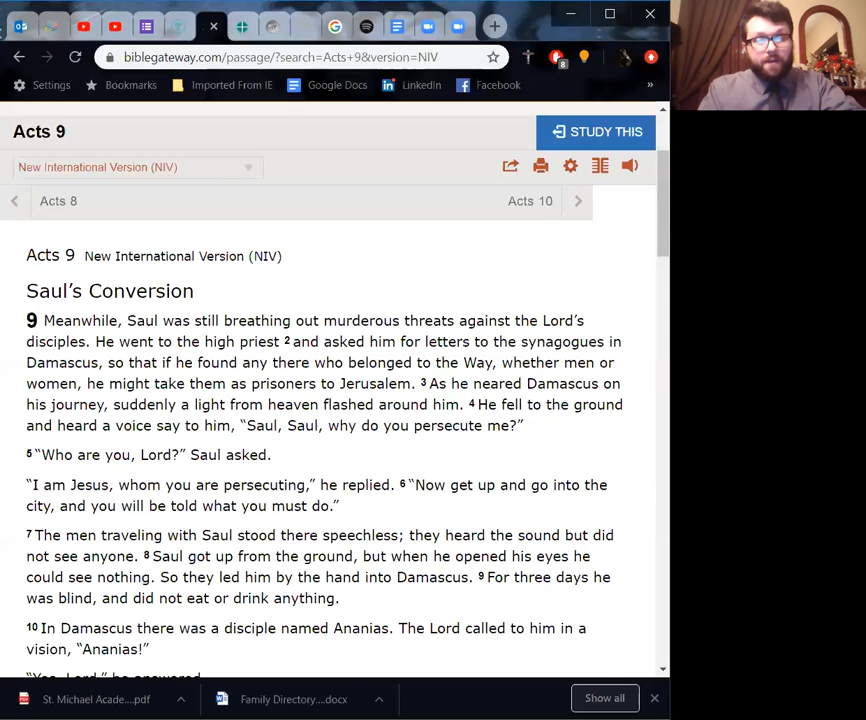 biblegateway.com/passage/?search=Acts+9&version=NIV
8
Settings Bookmarks Imported From IE Google Docs LinkedIn Facebook »
Acts 9
STUDY THIS
New International Version (NIV)
Acts 8 Acts 10
Acts 9 New International Version (NIV)
Saul’s Conversion
9 Meanwhile, Saul was still breathing out murderous threats against the Lord’s
disciples. He went to the high priest 2 and asked him for letters to the synagogues in
Damascus, so that if he found any there who belonged to the Way, whether men or
women, he might take them as prisoners to Jerusalem. 3 As he neared Damascus on
his journey, suddenly a light from heaven flashed around him. 4 He fell to the ground
and heard a voice say to him, “Saul, Saul, why do you persecute me?”
5 “Who are you, Lord?” Saul asked.
“I am Jesus, whom you are persecuting,” he replied. 6 “Now get up and go into the
city, and you will be told what you must do.”
7 The men traveling with Saul stood there speechless; they heard the sound but did
not see anyone. 8 Saul got up from the ground, but when he opened his eyes he
could see nothing. So they led him by the hand into Damascus. 9 For three days he
was blind, and did not eat or drink anything.
10 In Damascus there was a disciple named Ananias. The Lord called to him in a
vision, “Ananias!”
“Yes, Lord,” he answered.
St. Michael Acade....pdf Family Directory....docx Show all